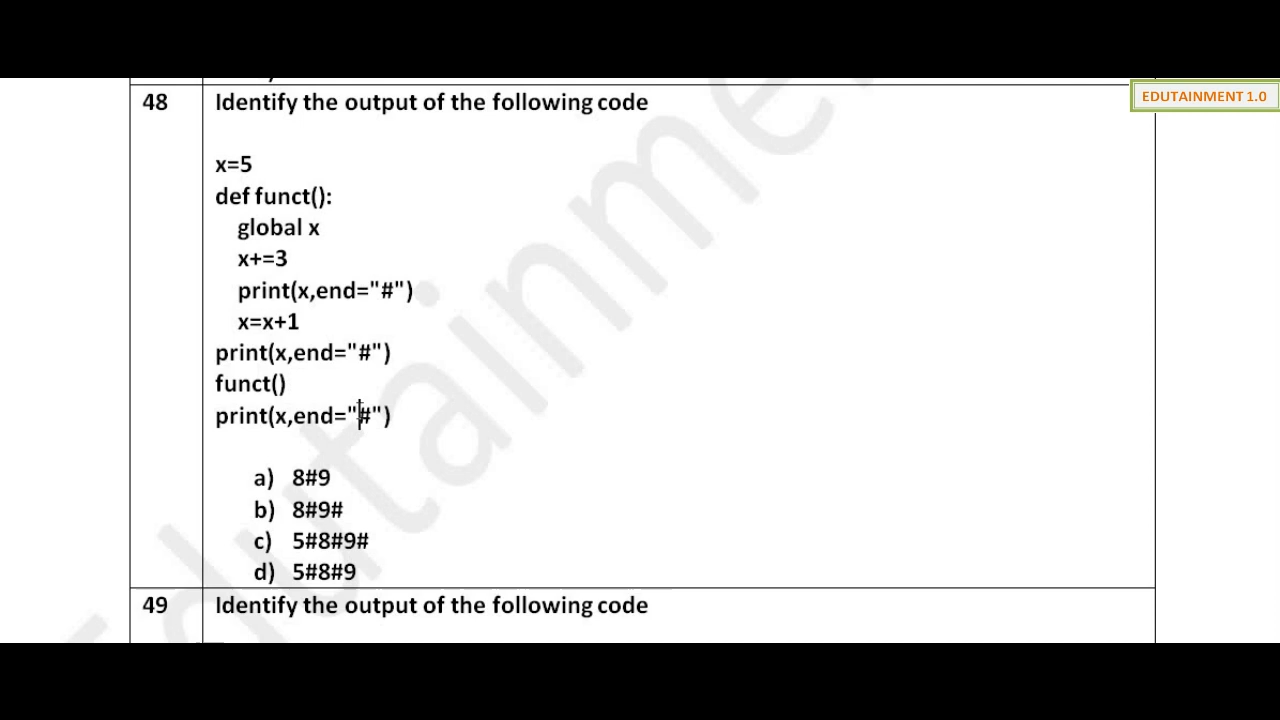 EDUTAINMENT 1.0
48 Identify the output of the following code
x=5
def funct():
global x
x+=3
print(x,end="#")
x=x+1
print(x,end="#")
funct()
print(x,end="#")
a) 8#9
b) 8#9#
c) 5#8#9#
d) 5#8#9
49 Identify the output of the following code
Edutainme